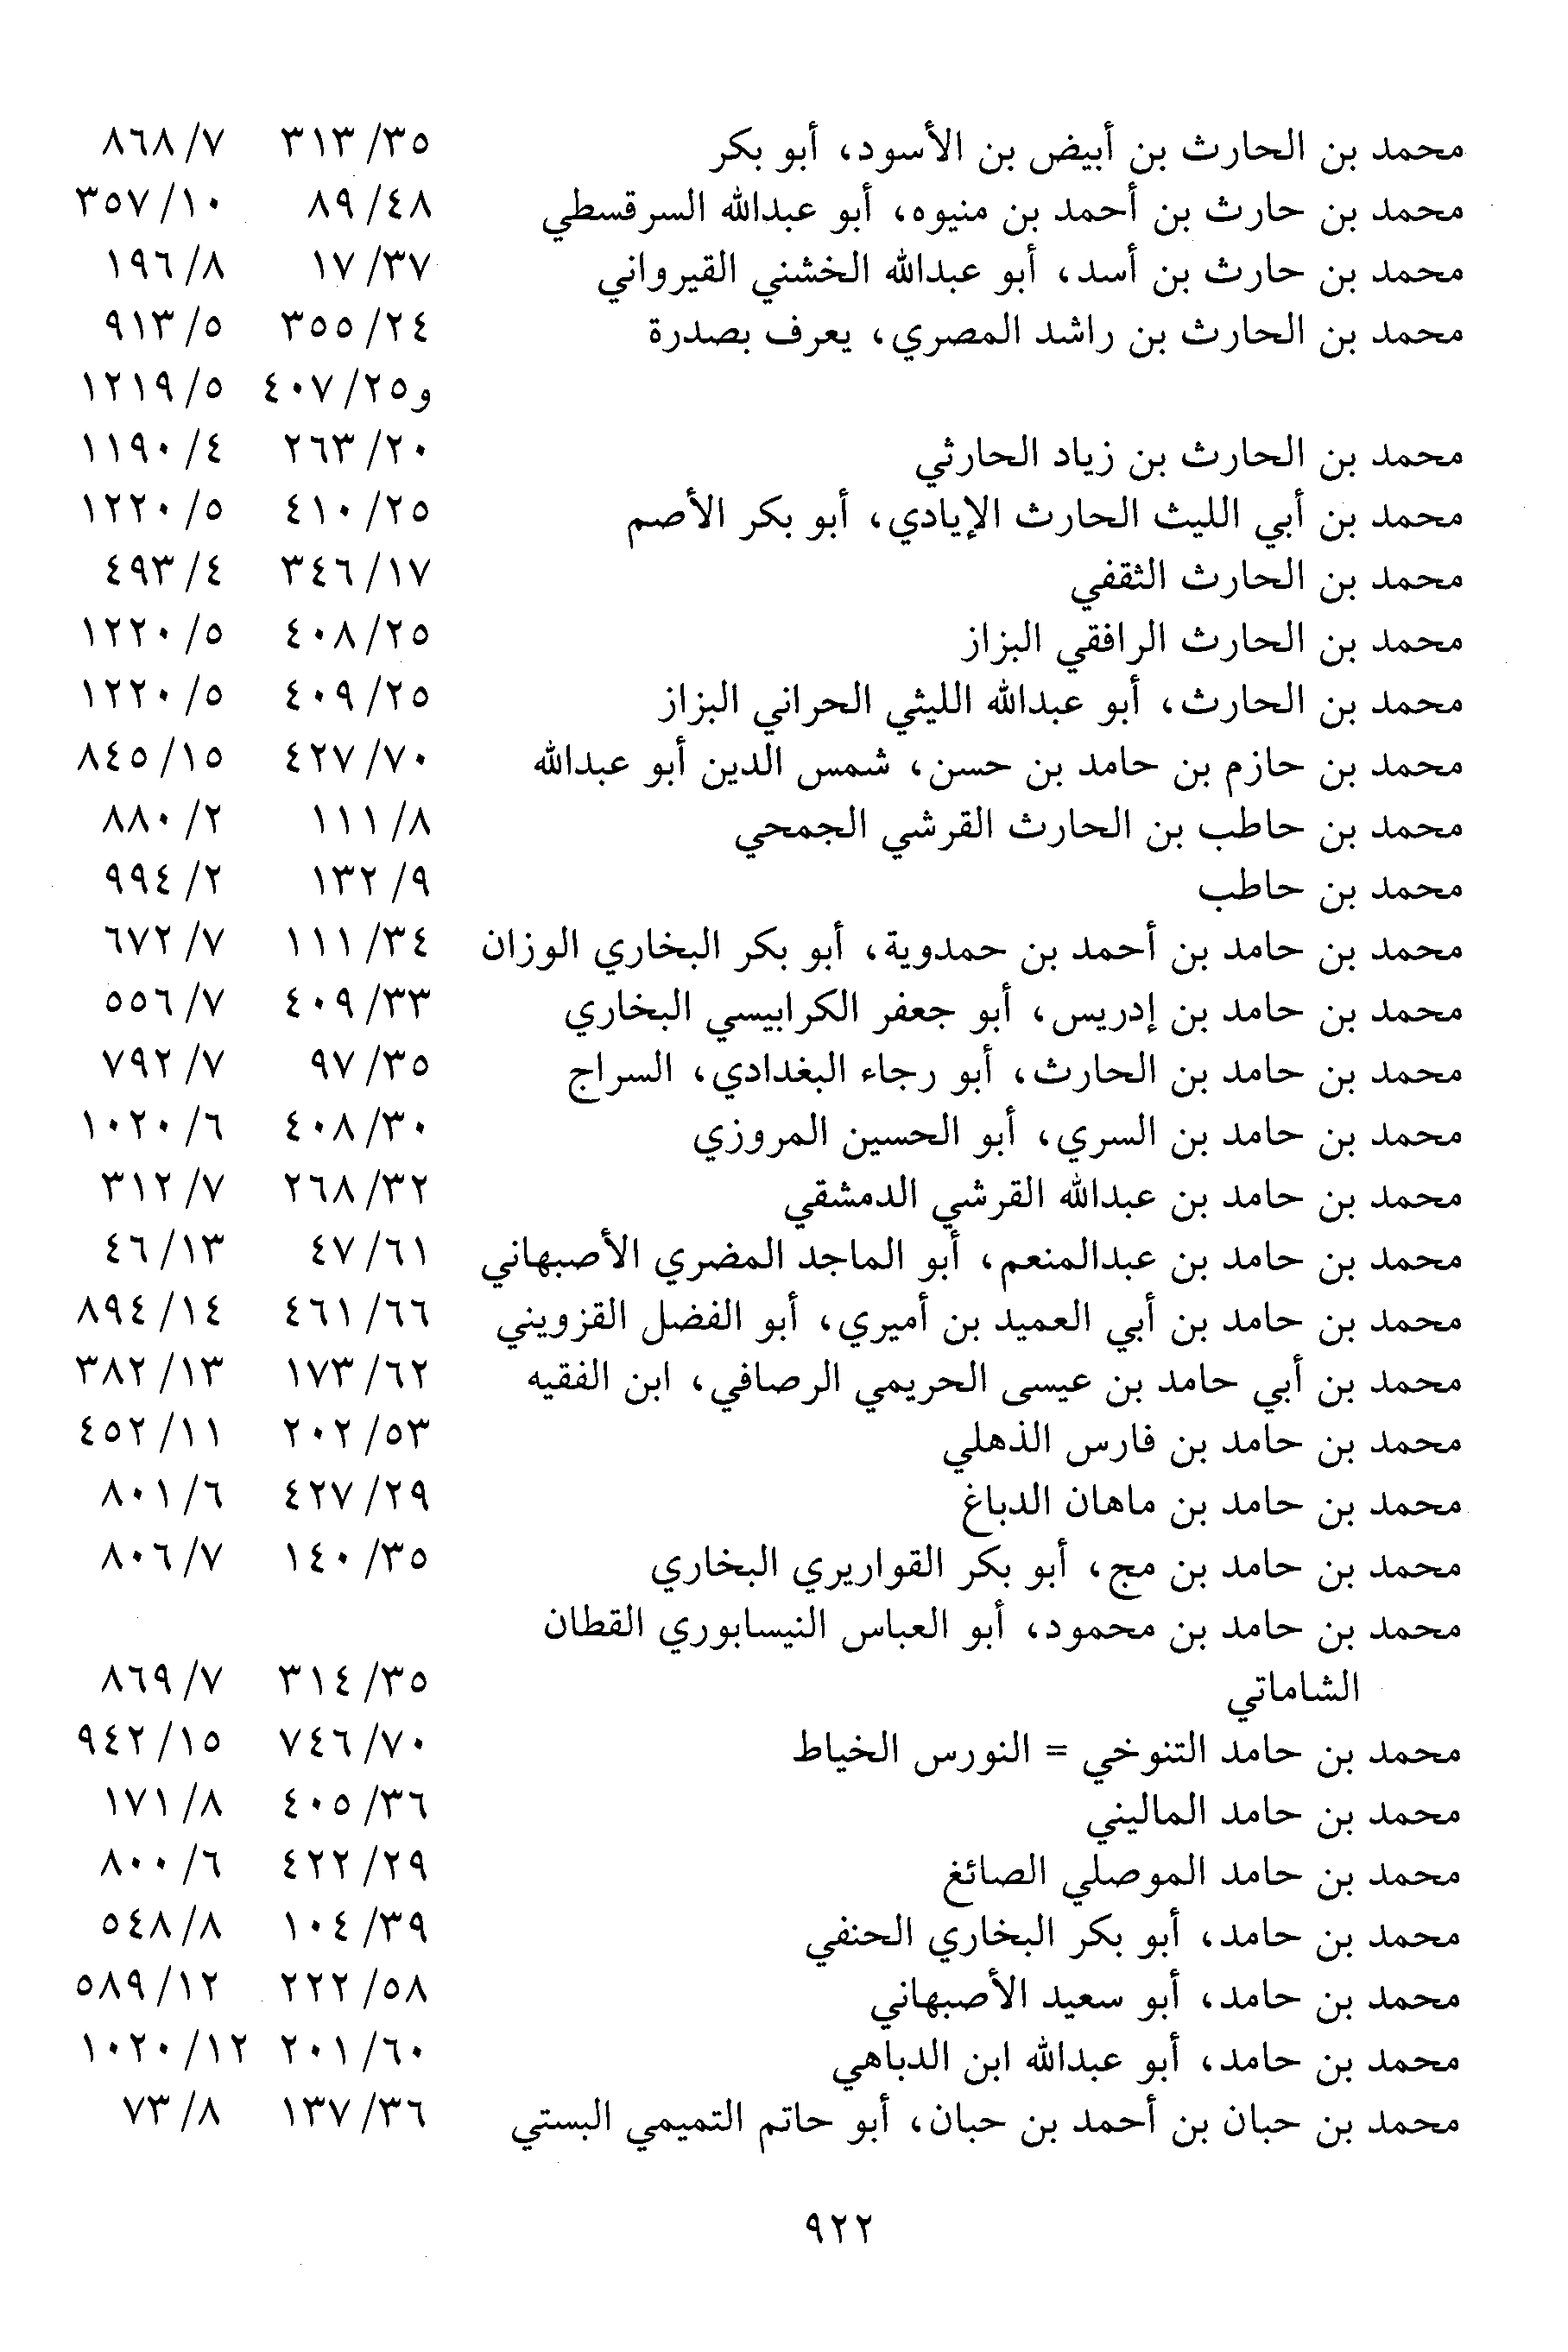 محمد بن الحارث بن أبيض بن الأسود، أبو بكر ٣١٣/٣٥ ٨٦٨/٧
محمد بن حارث بن أحمد بن منيوه، أبو عبدالله السرقسطي ٨٩/٤٨ ٣٥٧/١٠
محمد بن حارث بن أسد، أبو عبدالله الخشني القيرواني ١٧/٣٧ ١٩٦/٨
محمد بن الحارث بن راشد المصري، يعرف بصدرة ٣٥٥/٢٤ ٩١٣/٥
و٤٠٧/٢٥ ١٢١٩/٥
محمد بن الحارث بن زياد الحارثي ٢٦٣/٢٠ ١١٩٠/٤
محمد بن أبي الليث الحارث الإيادي، أبو بكر الأصم ٤١٠/٢٥ ١٢٢٠/٥
محمد بن الحارث الثقفي ٣٤٦/١٧ ٤٩٣/٤
محمد بن الحارث الرافقي البزاز ٤٠٨/٢٥ ١٢٢٠/٥
محمد بن الحارث، أبو عبدالله الليثي الحراني البزاز ٤٠٩/٢٥ ١٢٢٠/٥
محمد بن حازم بن حامد بن حسن، شمس الدين أبو عبدالله ٤٢٧/٧٠ ٨٤٥/١٥
محمد بن حاطب بن الحارث القرشي الجمحي ١١١/٨ ٨٨٠/٢
محمد بن حاطب ١٣٢/٩ ٩٩٤/٢
محمد بن حامد بن أحمد بن حمدوية، أبو بكر البخاري الوزان ١١١/٣٤ ٦٧٢/٧
محمد بن حامد بن إدريس، أبو جعفر الكرابيسي البخاري ٤٠٩/٣٣ ٥٥٦/٧
محمد بن حامد بن الحارث، أبو رجاء البغدادي، السراج ٩٧/٣٥ ٧٩٢/٧
محمد بن حامد بن السري، أبو الحسين المروزي ٤٠٨/٣٠ ١٠٢٠/٦
محمد بن حامد بن عبدالله القرشي الدمشقي ٢٦٨/٣٢ ٣١٢/٧
محمد بن حامد بن عبدالمنعم، أبو الماجد المضري الأصبهاني ٤٧/٦١ ٤٦/١٣
محمد بن حامد بن أبي العميد بن أميري، أبو الفضل القزويني ٤٦١/٦٦ ٨٩٤/١٤
محمد بن أبي حامد بن عيسى الحريمي الرصافي، ابن الفقيه ١٧٣/٦٢ ٣٨٢/١٣
محمد بن حامد بن فارس الذهلي ٢٠٢/٥٣ ٤٥٢/١١
محمد بن حامد بن ماهان الدباغ ٤٢٧/٢٩ ٨٠١/٦
محمد بن حامد بن مج، أبو بكر القواريري البخاري ١٤٠/٣٥ ٨٠٦/٧
محمد بن حامد بن محمود، أبو العباس النيسابوري القطان
الشاماتي ٣١٤/٣٥ ٨٦٩/٧
محمد بن حامد التنوخي = النورس الخياط ٧٤٦/٧٠ ٩٤٢/١٥
محمد بن حامد الماليني ٤٠٥/٣٦ ١٧١/٨
محمد بن حامد الموصلي الصائغ ٤٢٢/٢٩ ٨٠٠/٦
محمد بن حامد، أبو بكر البخاري الحنفي ١٠٤/٣٩ ٥٤٨/٨
محمد بن حامد، أبو سعيد الأصبهاني ٢٢٢/٥٨ ٥٨٩/١٢
محمد بن حامد، أبو عبدالله ابن الدباهي ٢٠١/٦٠ ١٠٢٠/١٢
محمد بن حبان بن أحمد بن حبان، أبو حاتم التميمي البستي ١٣٧/٣٦ ٧٣/٨
٩٢٢